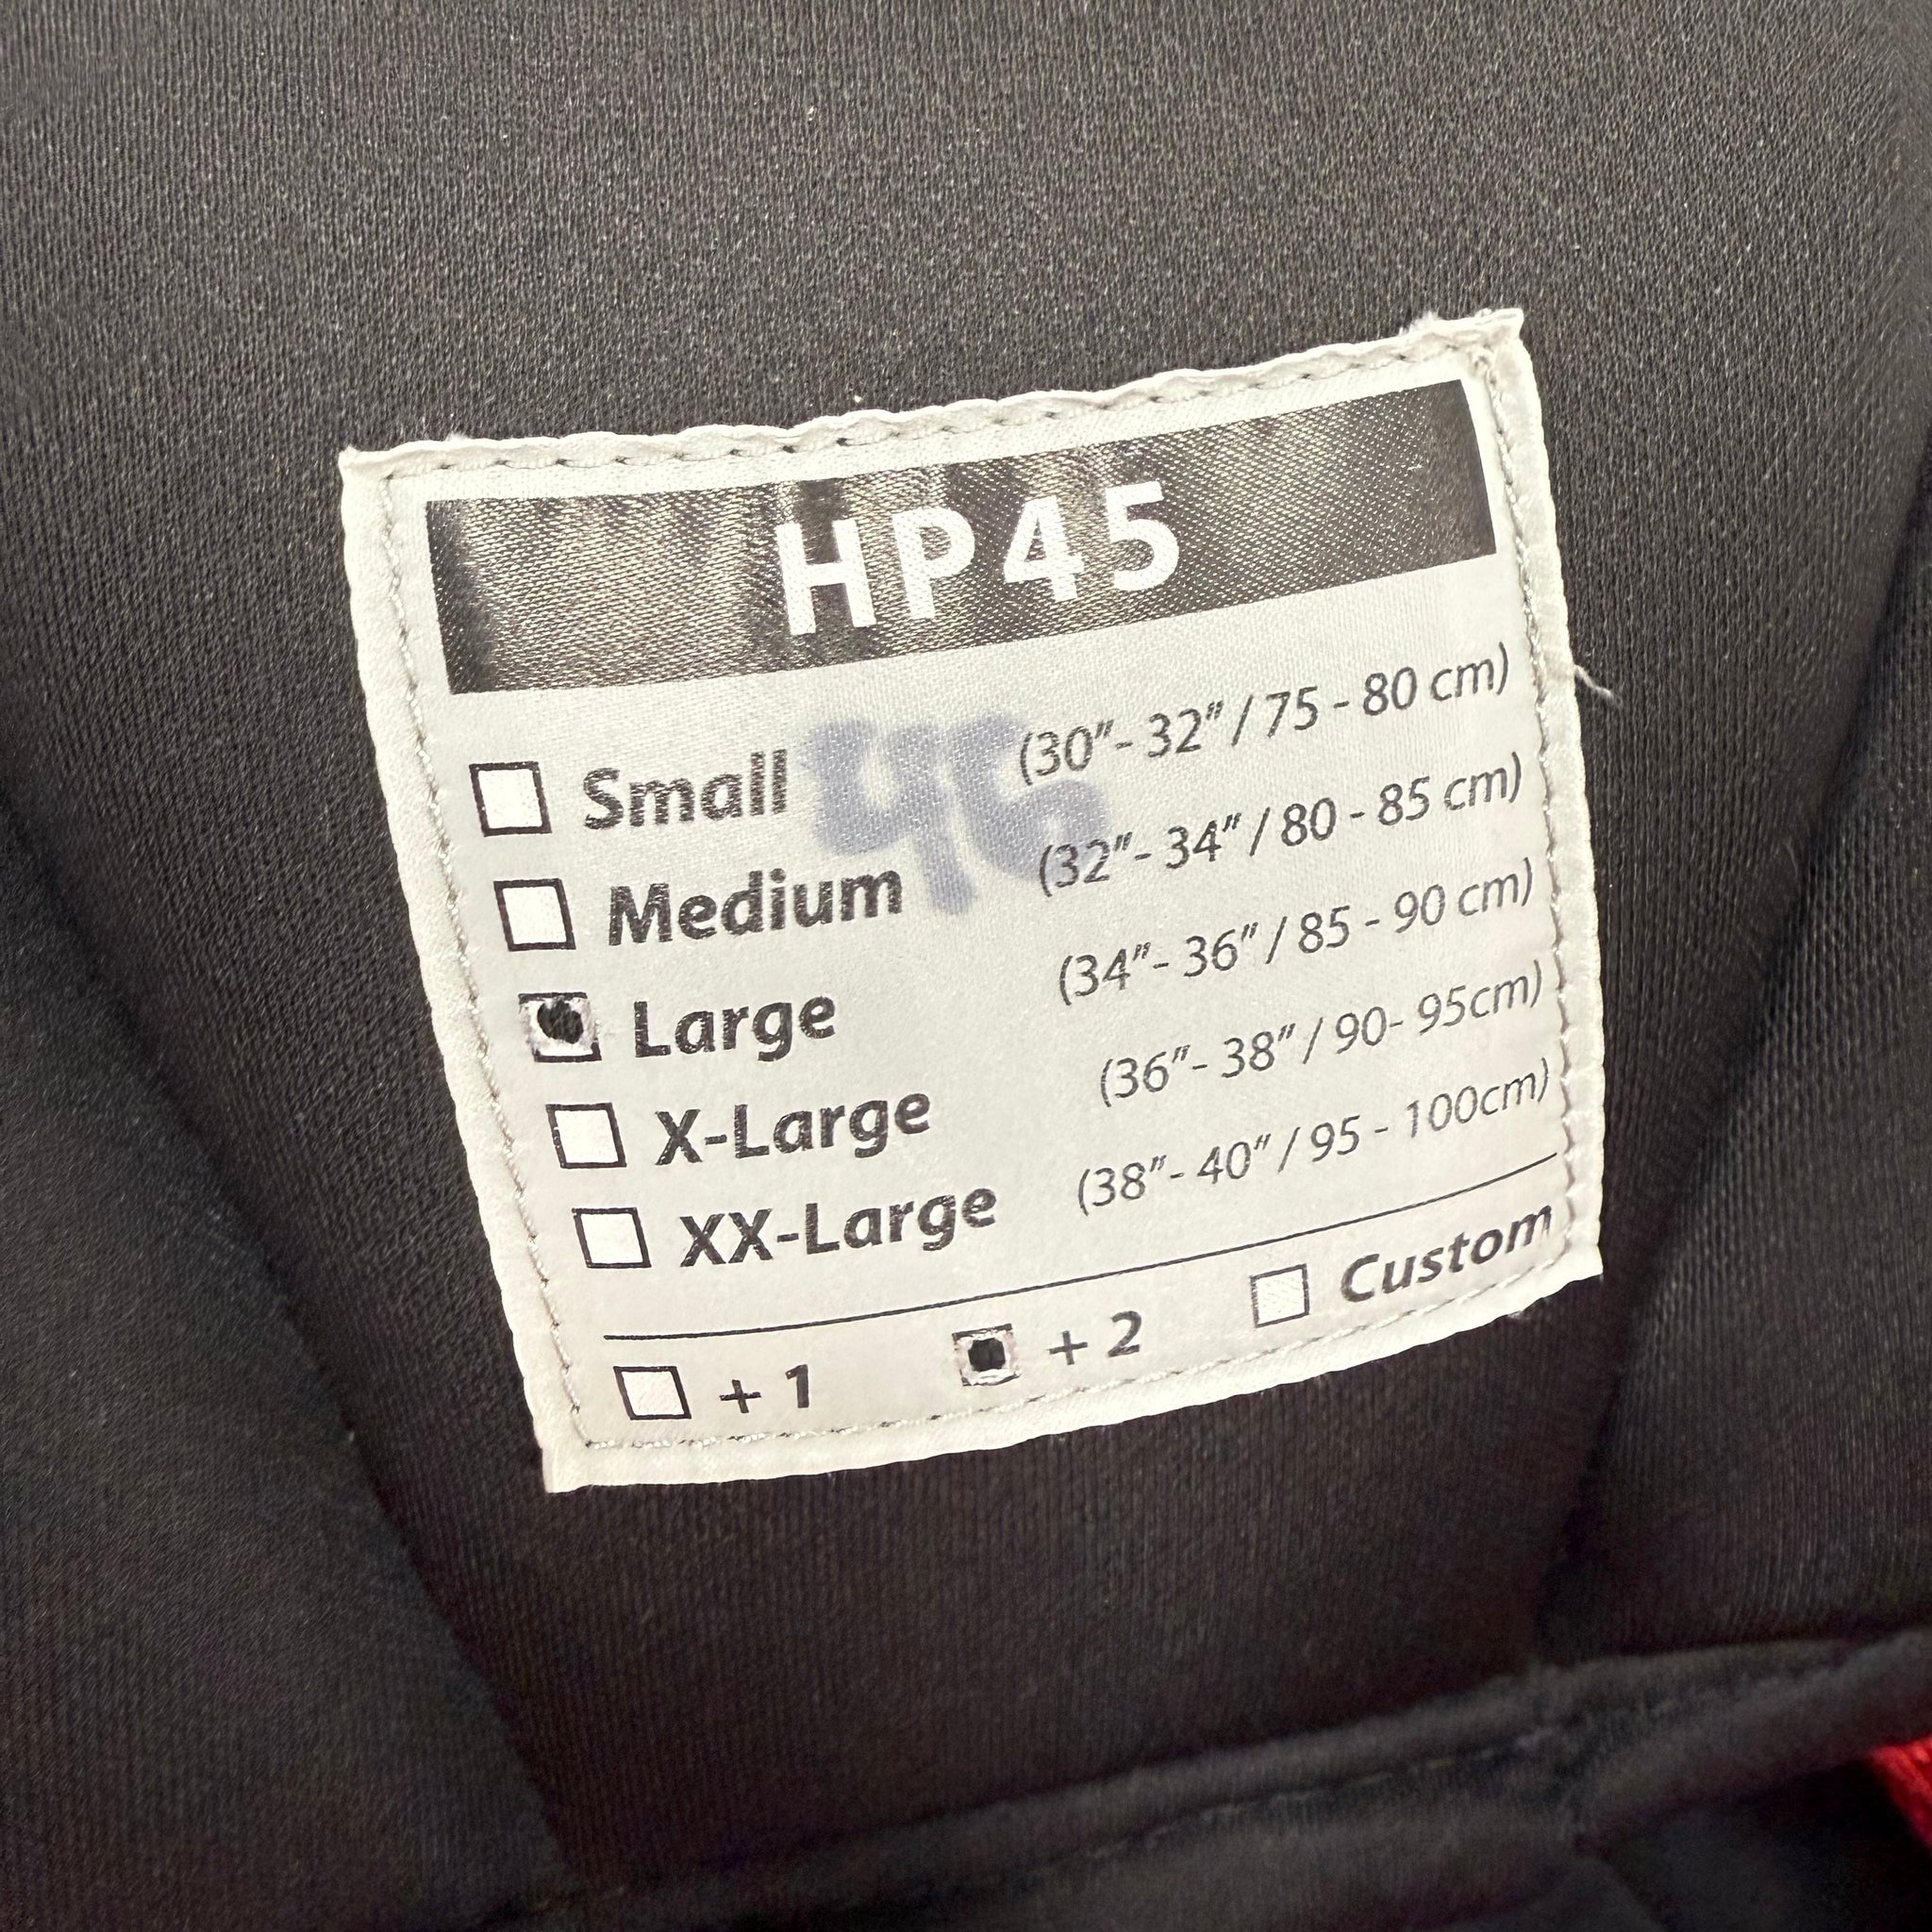 HP45
☐ Small (30"- 32" / 75 - 80 cm)
46
☐ Medium (32"- 34" / 80 - 85 cm)
☒ Large (34"- 36" / 85 - 90 cm)
☐ X-Large (36"- 38" / 90- 95cm)
☐ XX-Large (38"- 40" / 95 - 100cm)
☐ + 1 ☒ + 2 ☐ Custom